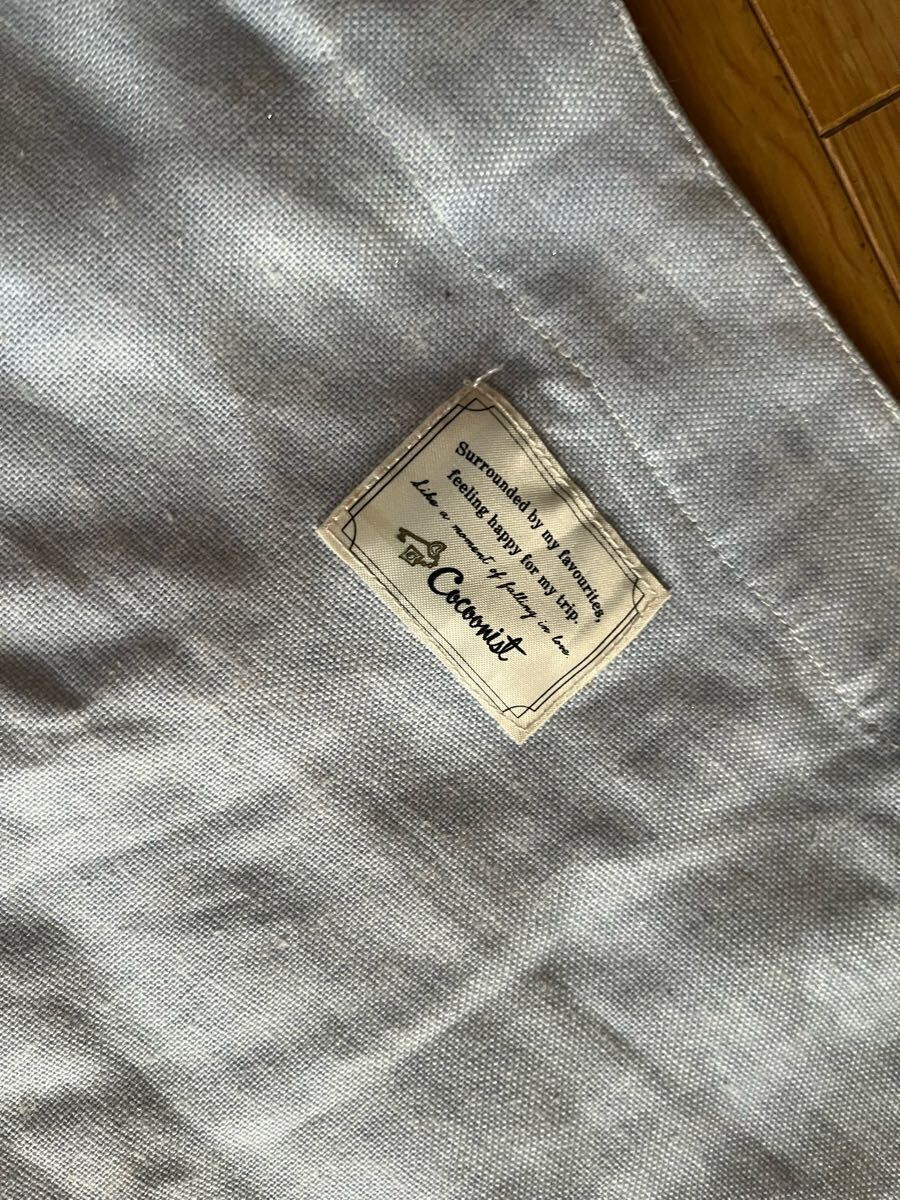 Surrounded by my favourites,
feeling happy for my trip.
like a moment of falling in love
Cocoonist